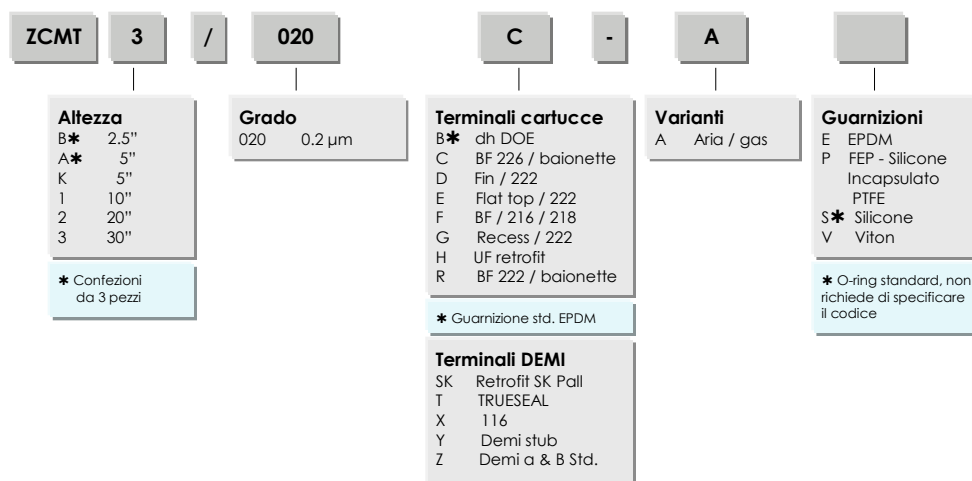 ZCMT 3 / 020 C - A
Altezza
B✱ 2.5”
A✱ 5”
K 5”
1 10”
2 20”
3 30”
✱ Confezioni
da 3 pezzi
Grado
020 0.2 µm
Terminali cartucce
B✱ dh DOE
C BF 226 / baionette
D Fin / 222
E Flat top / 222
F BF / 216 / 218
G Recess / 222
H UF retrofit
R BF 222 / baionette
✱ Guarnizione std. EPDM
Terminali DEMI
SK Retrofit SK Pall
T TRUESEAL
X 116
Y Demi stub
Z Demi a & B Std.
Varianti
A Aria / gas
Guarnizioni
E EPDM
P FEP - Silicone
Incapsulato
PTFE
S✱ Silicone
V Viton
✱ O-ring standard, non
richiede di specificare
il codice